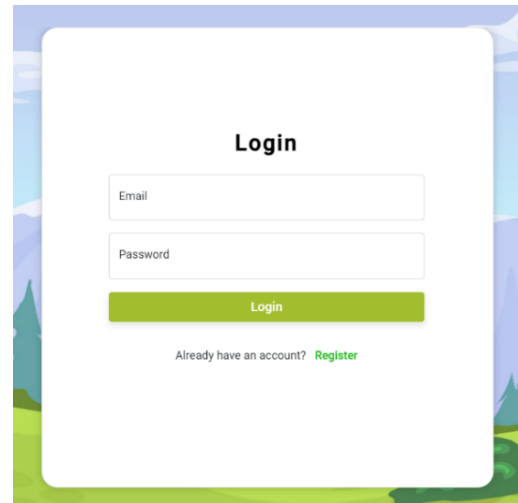 Login
Email
Password
Login
Already have an account? Register